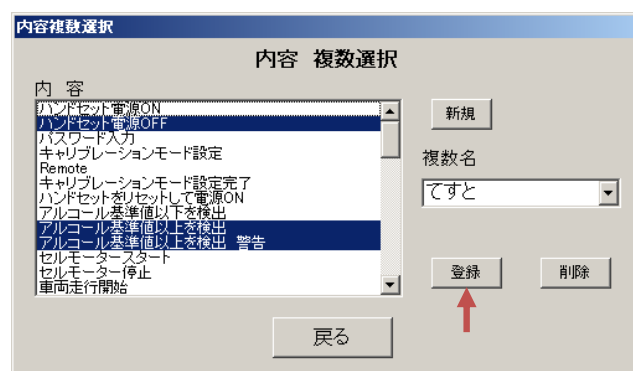 内容複数選択
内容 複数選択
内 容
ハンドセット電源ON
ハンドセット電源OFF
パスワード入力
キャリブレーションモード設定
Remote
キャリブレーションモード設定完了
ハンドセットをリセットして電源ON
アルコール基準値以下を検出
アルコール基準値以上を検出
アルコール基準値以上を検出 警告
セルモータースタート
セルモーター停止
車両走行開始
新規
複数名
てすと
登録
削除
戻る